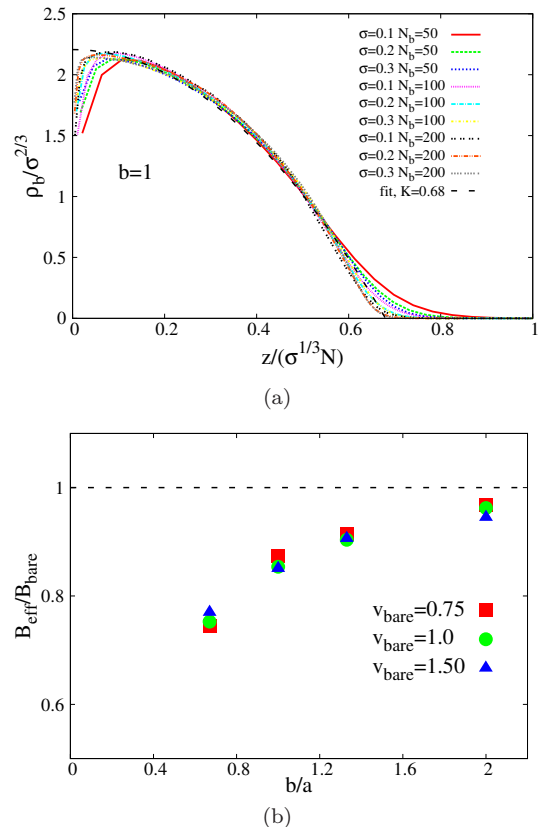 2.5
2
1.5
1
0.5
0
ρb/σ^2/3
b=1
σ=0.1 Nb=50
σ=0.2 Nb=50
σ=0.3 Nb=50
σ=0.1 Nb=100
σ=0.2 Nb=100
σ=0.3 Nb=100
σ=0.1 Nb=200
σ=0.2 Nb=200
σ=0.3 Nb=200
fit, K=0.68
0 0.2 0.4 0.6 0.8 1
z/(σ^1/3N)
(a)
1
0.8
0.6
Beff/Bbare
vbare=0.75
vbare=1.0
vbare=1.50
0 0.4 0.8 1.2 1.6 2
b/a
(b)